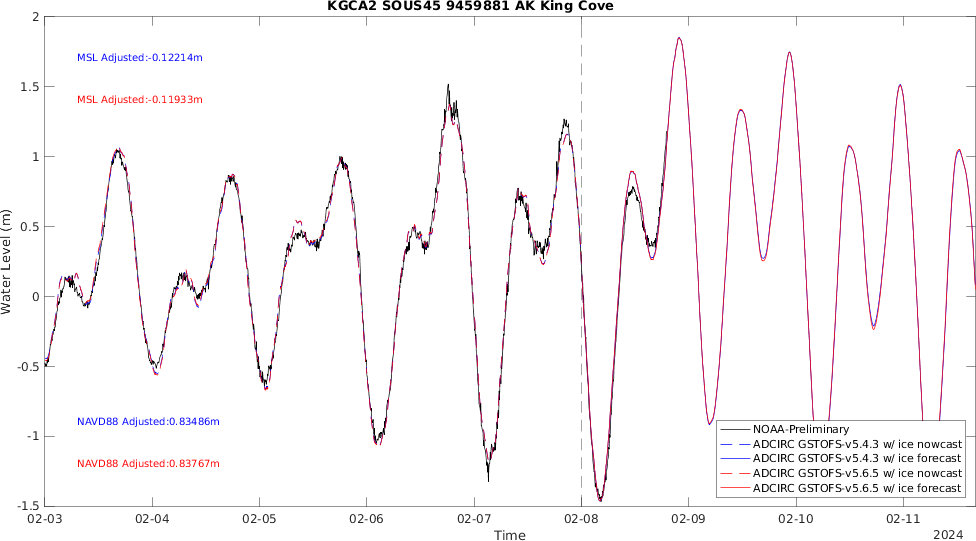 KGCA2 SOUS45 9459881 AK King Cove
MSL Adjusted:-0.12214m
MSL Adjusted:-0.11933m
NAVD88 Adjusted:0.83486m
NAVD88 Adjusted:0.83767m
Water Level (m)
2
1.5
1
0.5
0
-0.5
-1
-1.5
NOAA-Preliminary
ADCIRC GSTOFS-v5.4.3 w/ ice nowcast
ADCIRC GSTOFS-v5.4.3 w/ ice forecast
ADCIRC GSTOFS-v5.6.5 w/ ice nowcast
ADCIRC GSTOFS-v5.6.5 w/ ice forecast
02-03 02-04 02-05 02-06 02-07 02-08 02-09 02-10 02-11
Time
2024